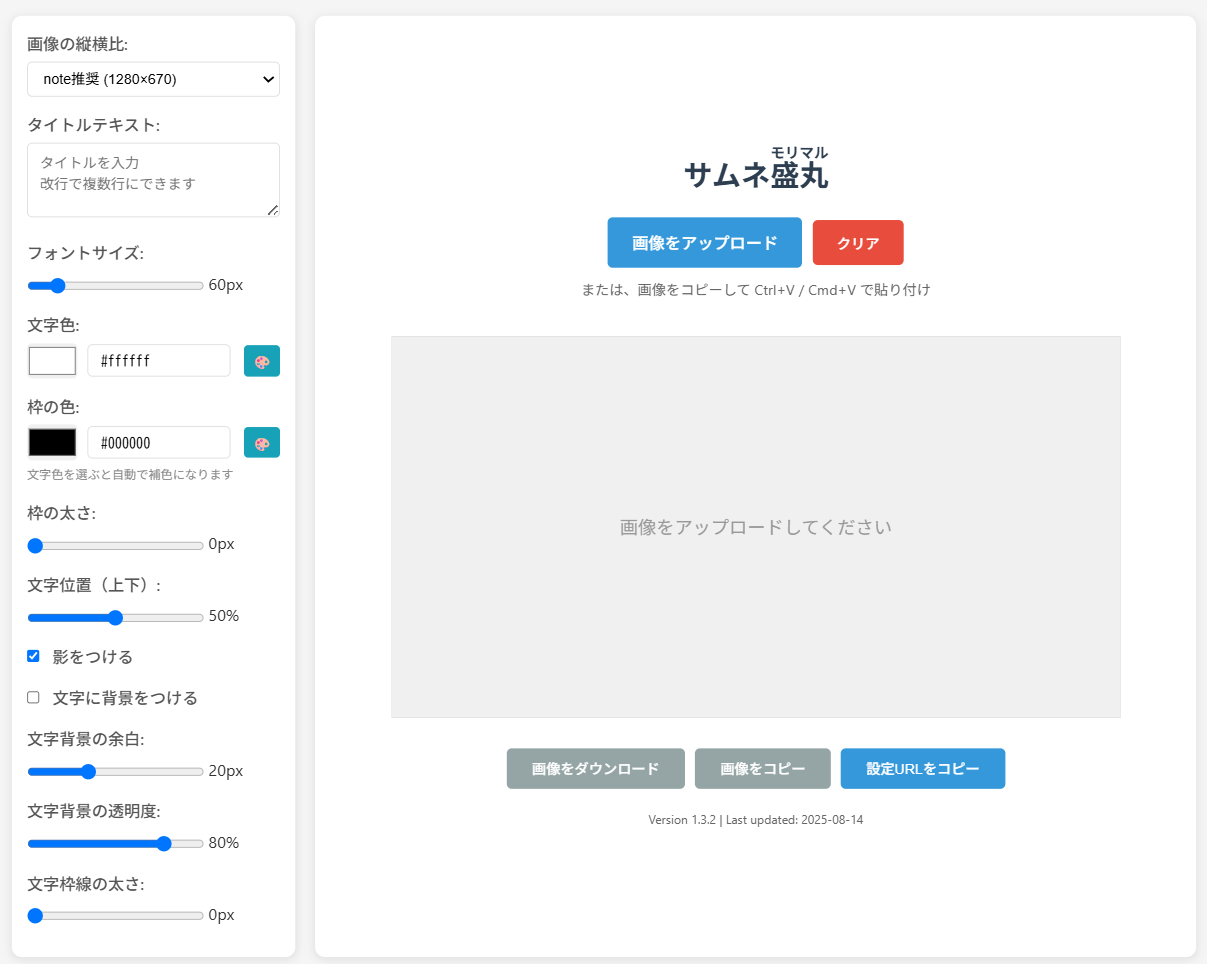 画像の縦横比:
note推奨 (1280×670)
タイトルテキスト:
タイトルを入力
改行で複数行にできます
フォントサイズ:
60px
文字色:
#ffffff
枠の色:
#000000
文字色を選ぶと自動で補色になります
枠の太さ:
0px
文字位置（上下）:
50%
影をつける
文字に背景をつける
文字背景の余白:
20px
文字背景の透明度:
80%
文字枠線の太さ:
0px
モリマル
サムネ盛丸
画像をアップロード クリア
または、画像をコピーして Ctrl+V / Cmd+V で貼り付け
画像をアップロードしてください
画像をダウンロード 画像をコピー 設定URLをコピー
Version 1.3.2 | Last updated: 2025-08-14